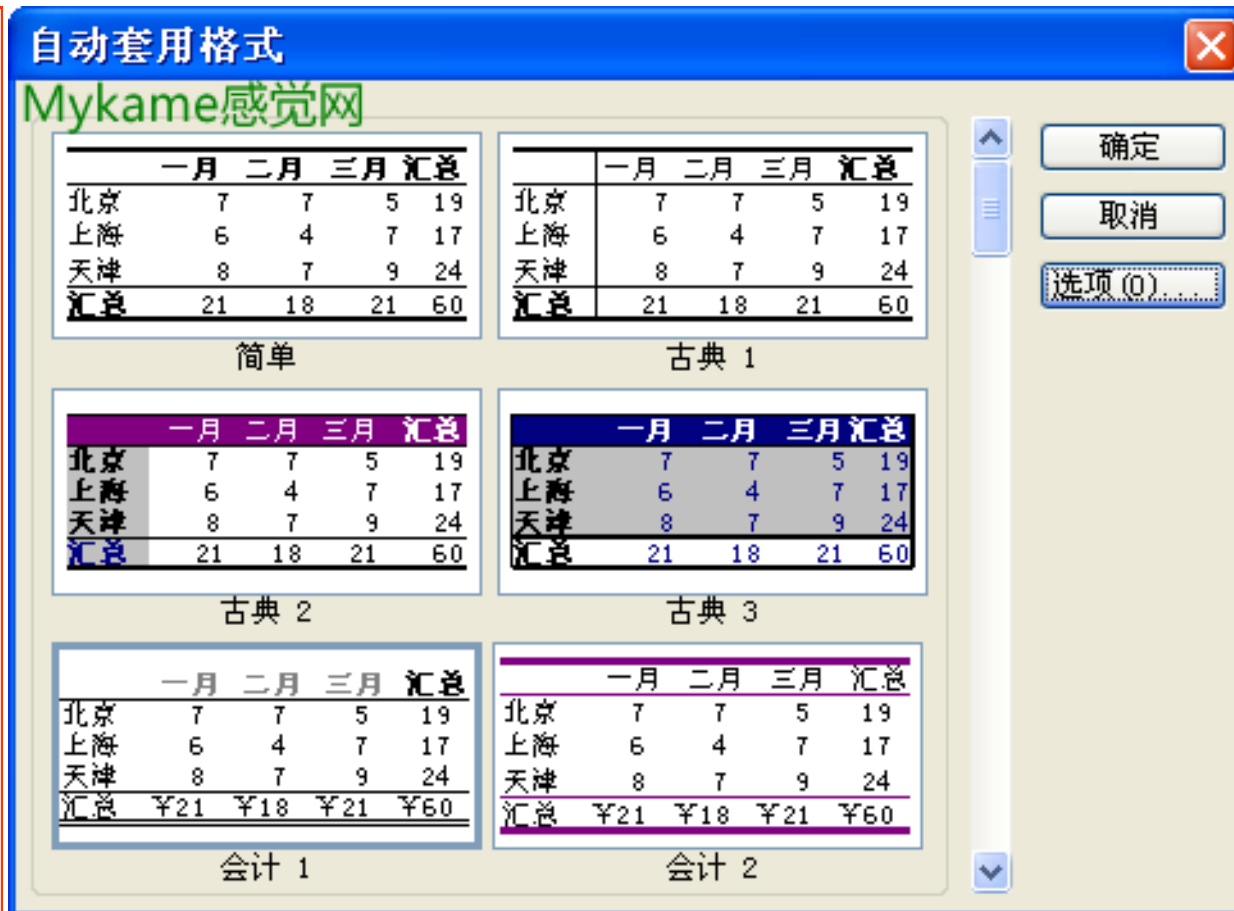 自动套用格式
Mykame感觉网
一月 二月 三月 汇总
北京 7 7 5 19
上海 6 4 7 17
天津 8 7 9 24
汇总 21 18 21 60
简单
一月 二月 三月 汇总
北京 7 7 5 19
上海 6 4 7 17
天津 8 7 9 24
汇总 21 18 21 60
古典 1
确定
取消
选项(O)...
一月 二月 三月 汇总
北京 7 7 5 19
上海 6 4 7 17
天津 8 7 9 24
汇总 21 18 21 60
古典 2
一月 二月 三月 汇总
北京 7 7 5 19
上海 6 4 7 17
天津 8 7 9 24
汇总 21 18 21 60
古典 3
一月 二月 三月 汇总
北京 7 7 5 19
上海 6 4 7 17
天津 8 7 9 24
汇总 ¥21 ¥18 ¥21 ¥60
会计 1
一月 二月 三月 汇总
北京 7 7 5 19
上海 6 4 7 17
天津 8 7 9 24
汇总 ¥21 ¥18 ¥21 ¥60
会计 2